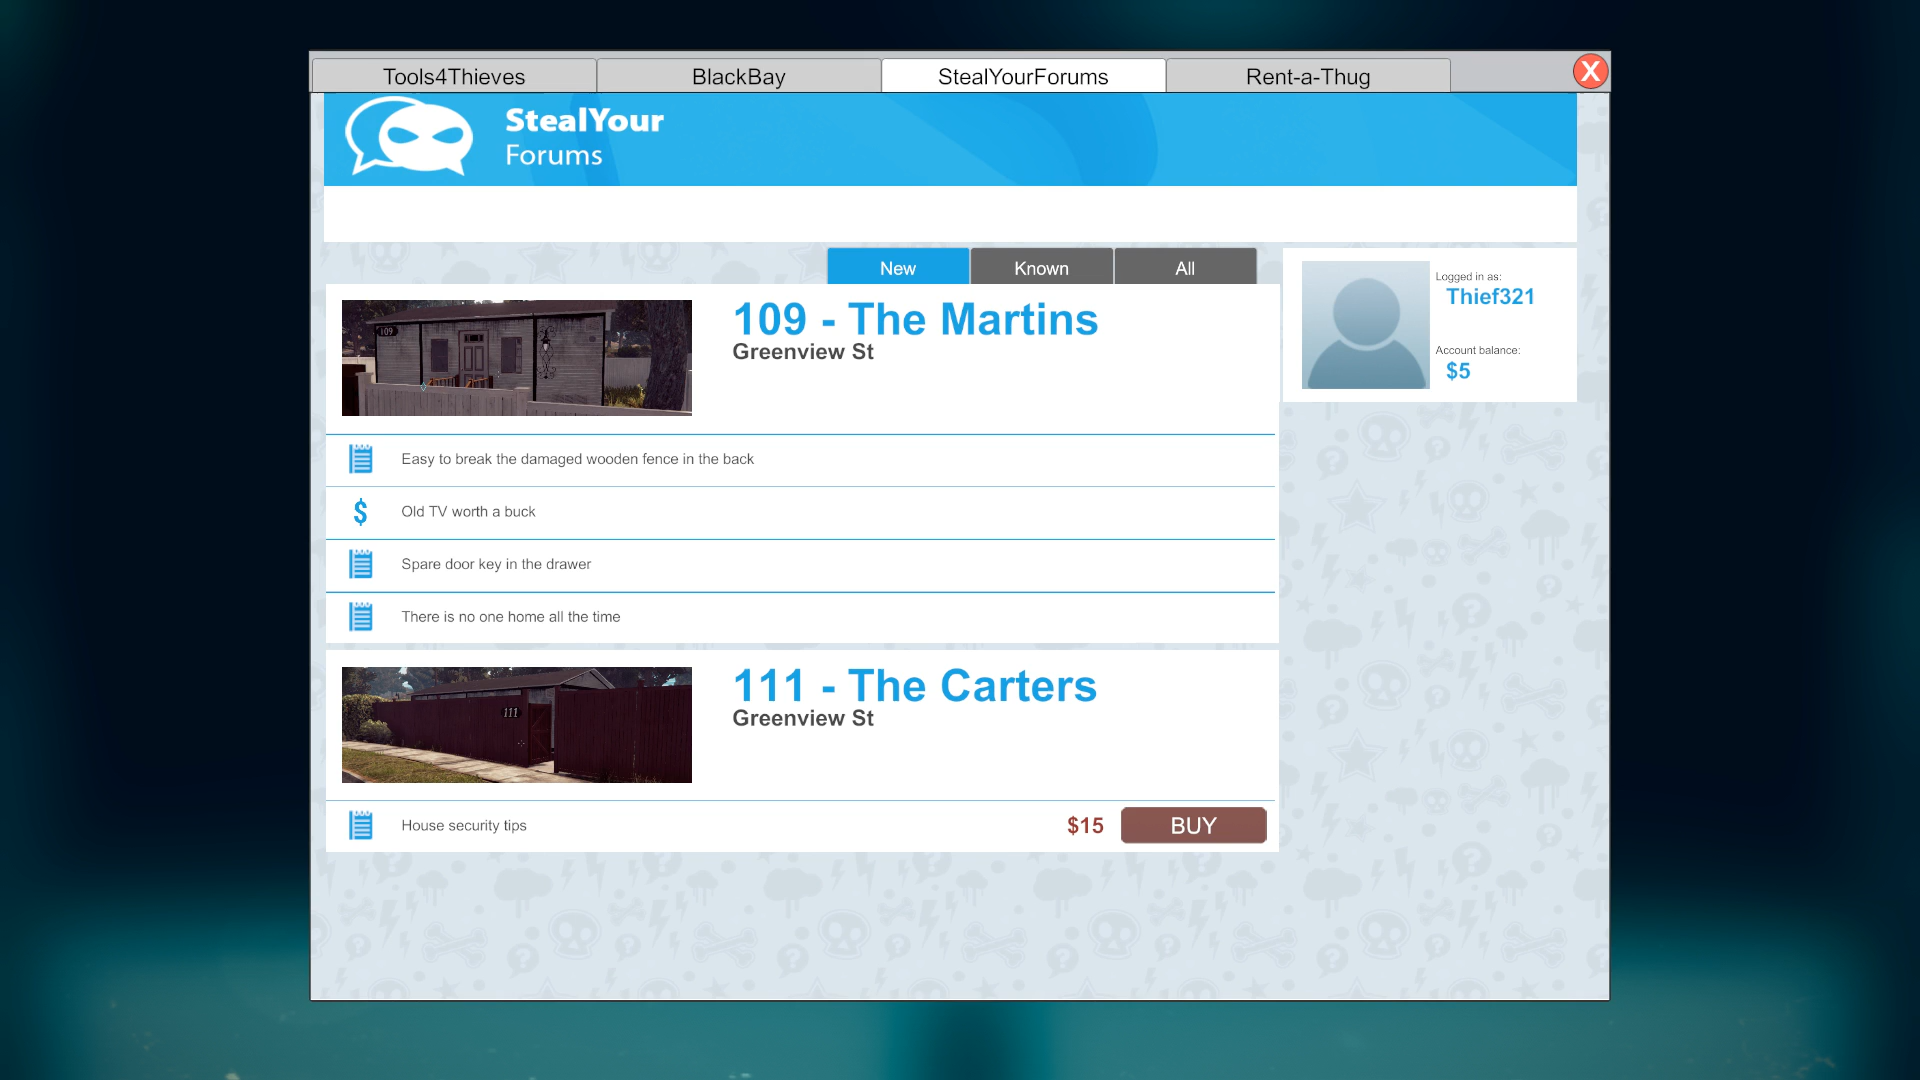 Tools4Thieves
BlackBay
StealYourForums
Rent-a-Thug
X
StealYour
Forums
New
Known
All
Logged in as:
Thief321
Account balance:
$5
109
109 - The Martins
Greenview St
Easy to break the damaged wooden fence in the back
$
Old TV worth a buck
Spare door key in the drawer
There is no one home all the time
111
111 - The Carters
Greenview St
House security tips
$15
BUY